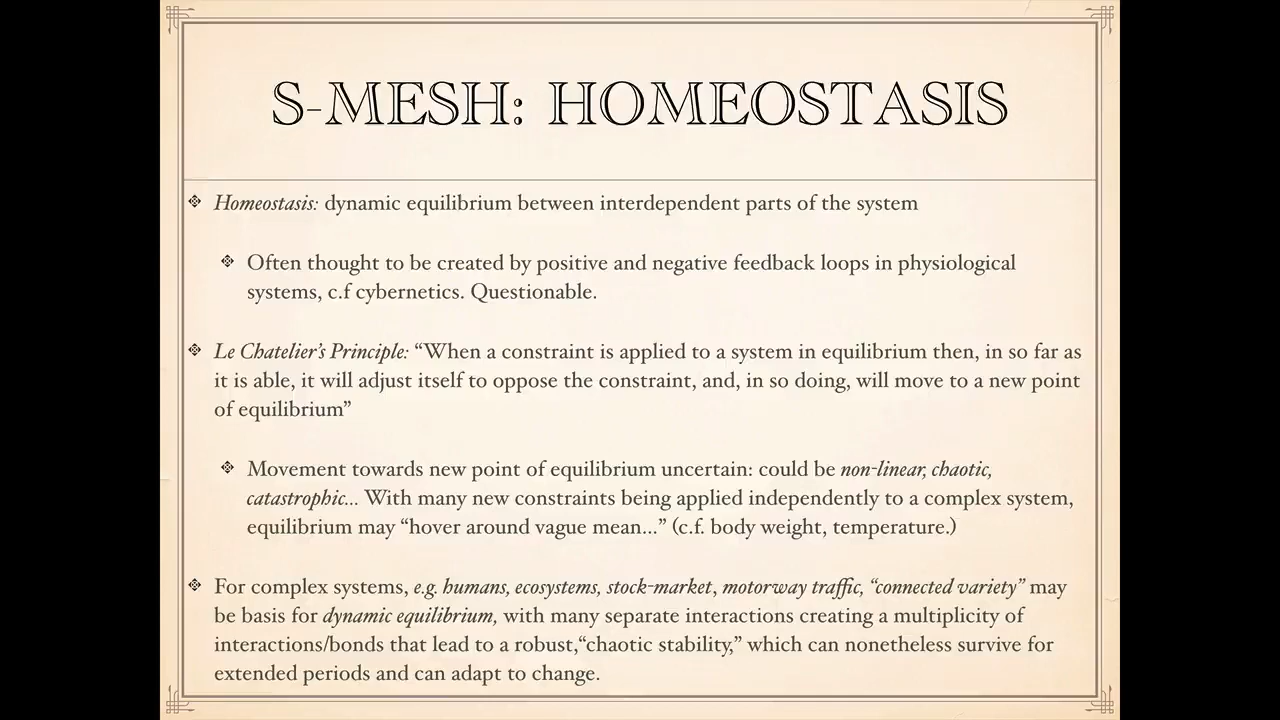 S-MESH: HOMEOSTASIS
Homeostasis: dynamic equilibrium between interdependent parts of the system
Often thought to be created by positive and negative feedback loops in physiological
systems, c.f cybernetics. Questionable.
Le Chatelier's Principle: “When a constraint is applied to a system in equilibrium then, in so far as
it is able, it will adjust itself to oppose the constraint, and, in so doing, will move to a new point
of equilibrium”
Movement towards new point of equilibrium uncertain: could be non-linear, chaotic,
catastrophic... With many new constraints being applied independently to a complex system,
equilibrium may “hover around vague mean...” (c.f. body weight, temperature.)
For complex systems, e.g. humans, ecosystems, stock-market, motorway traffic, “connected variety” may
be basis for dynamic equilibrium, with many separate interactions creating a multiplicity of
interactions/bonds that lead to a robust,“chaotic stability,” which can nonetheless survive for
extended periods and can adapt to change.